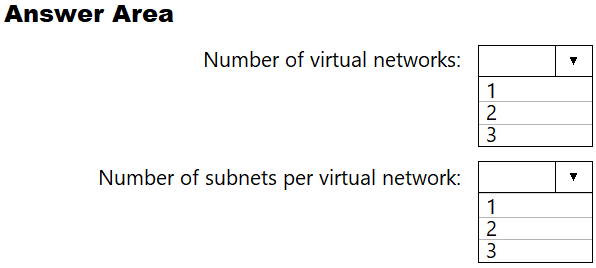 Answer Area
Number of virtual networks:
1
2
3
Number of subnets per virtual network:
1
2
3